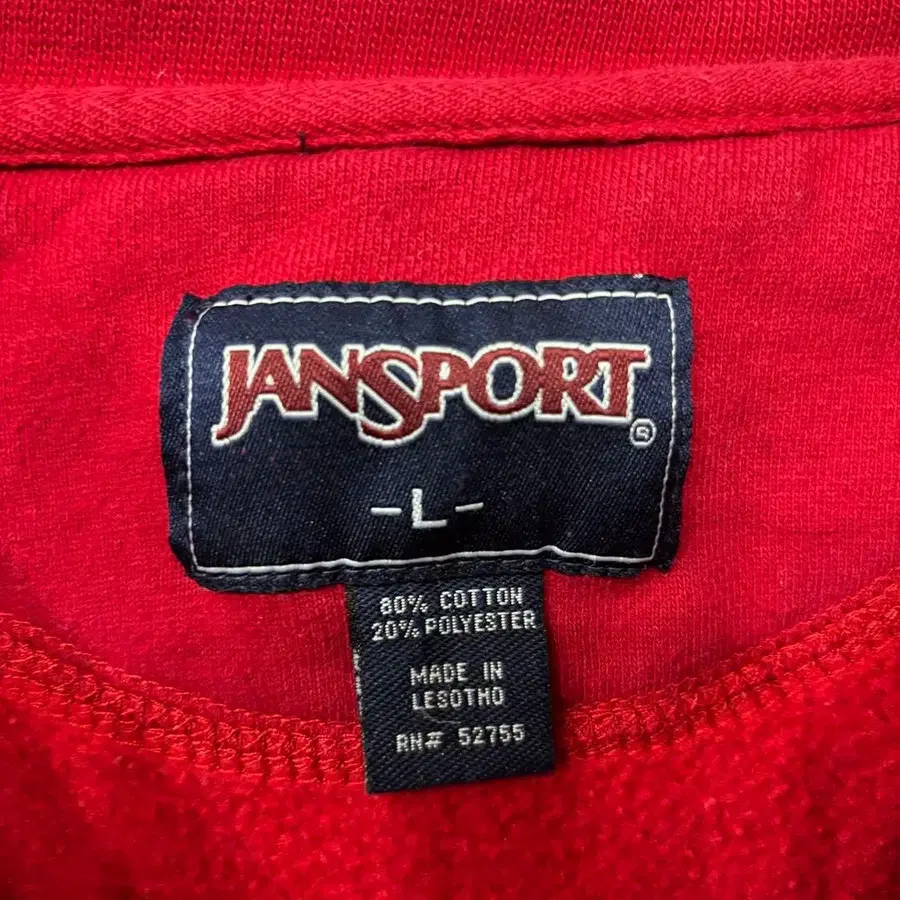 JANSPORT®
-L-
80% COTTON
20% POLYESTER
MADE IN
LESOTHO
RN# 52755